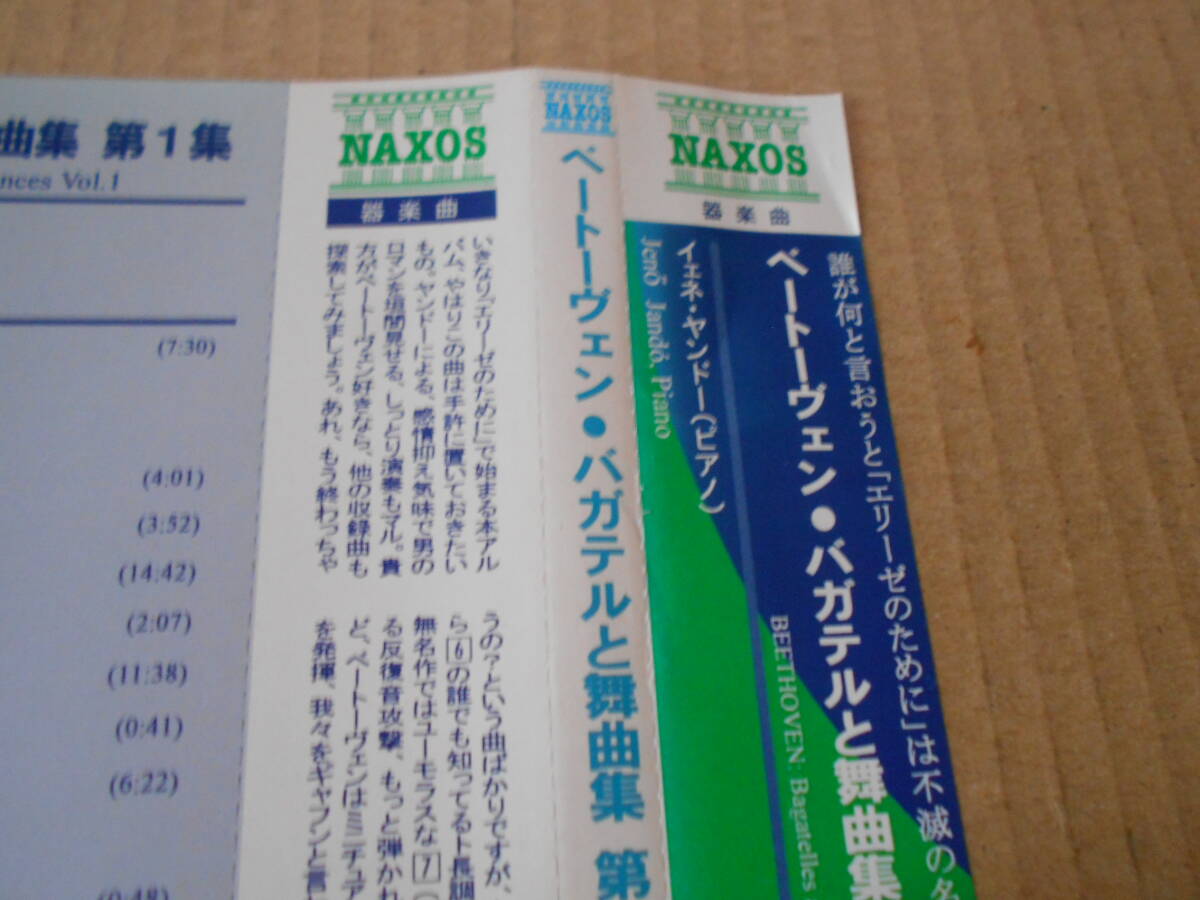 曲集 第1集
nces Vol.1
(7:30)
(4:01)
(3:52)
(14:42)
(2:07)
(11:38)
(0:41)
(6:22)
(0:48)
NAXOS
器楽曲
いきなり「エリーゼのために」で始まる本アル
バム、やはりこの曲は手許に置いておきたい
もの。ヤンドーによる、感情抑え気味で男の
ロマンを垣間見せる、しっとり演奏もマル。貴
方がベートーヴェン好きなら、他の収録曲も
探索してみましょう。あれ、もう終わっちゃ
うの?という曲ばかりですが、
ら6の誰でも知ってるト長調
無名作ではユーモラスな7(
る反復音攻撃、もっと弾かれ
ど、ベートーヴェンはミニチュア
を発揮、我々をギャフンと言
NAXOS
ベートーヴェン●バガテルと舞曲集 第
NAXOS
器楽曲
誰が何と言おうと「エリーゼのために」は不滅の名
ベートーヴェン●バガテルと舞曲集
BEETHOVEN: Bagatelles
イェネ・ヤンドー(ピアノ)
Jenő Jandó, Piano